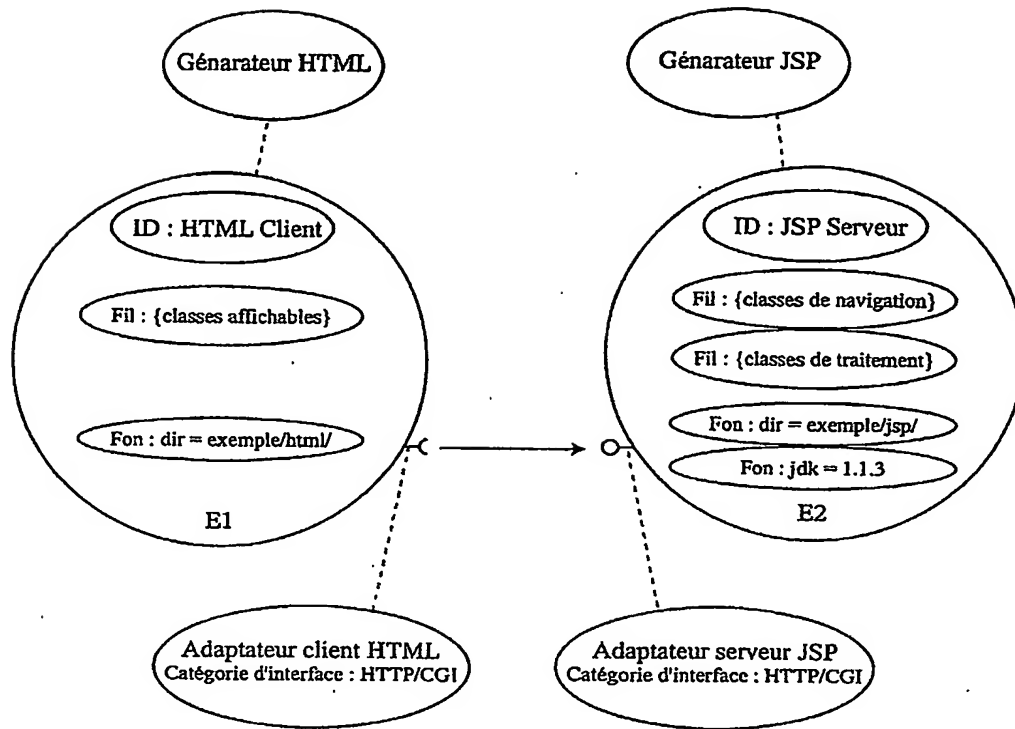 Génarateur HTML
Génarateur JSP
ID : HTML Client
Fil : {classes affichables}
Fon : dir = exemple/html/
E1
ID : JSP Serveur
Fil : {classes de navigation}
Fil : {classes de traitement}
Fon : dir = exemple/jsp/
Fon : jdk = 1.1.3
E2
Adaptateur client HTML
Catégorie d'interface : HTTP/CGI
Adaptateur serveur JSP
Catégorie d'interface : HTTP/CGI